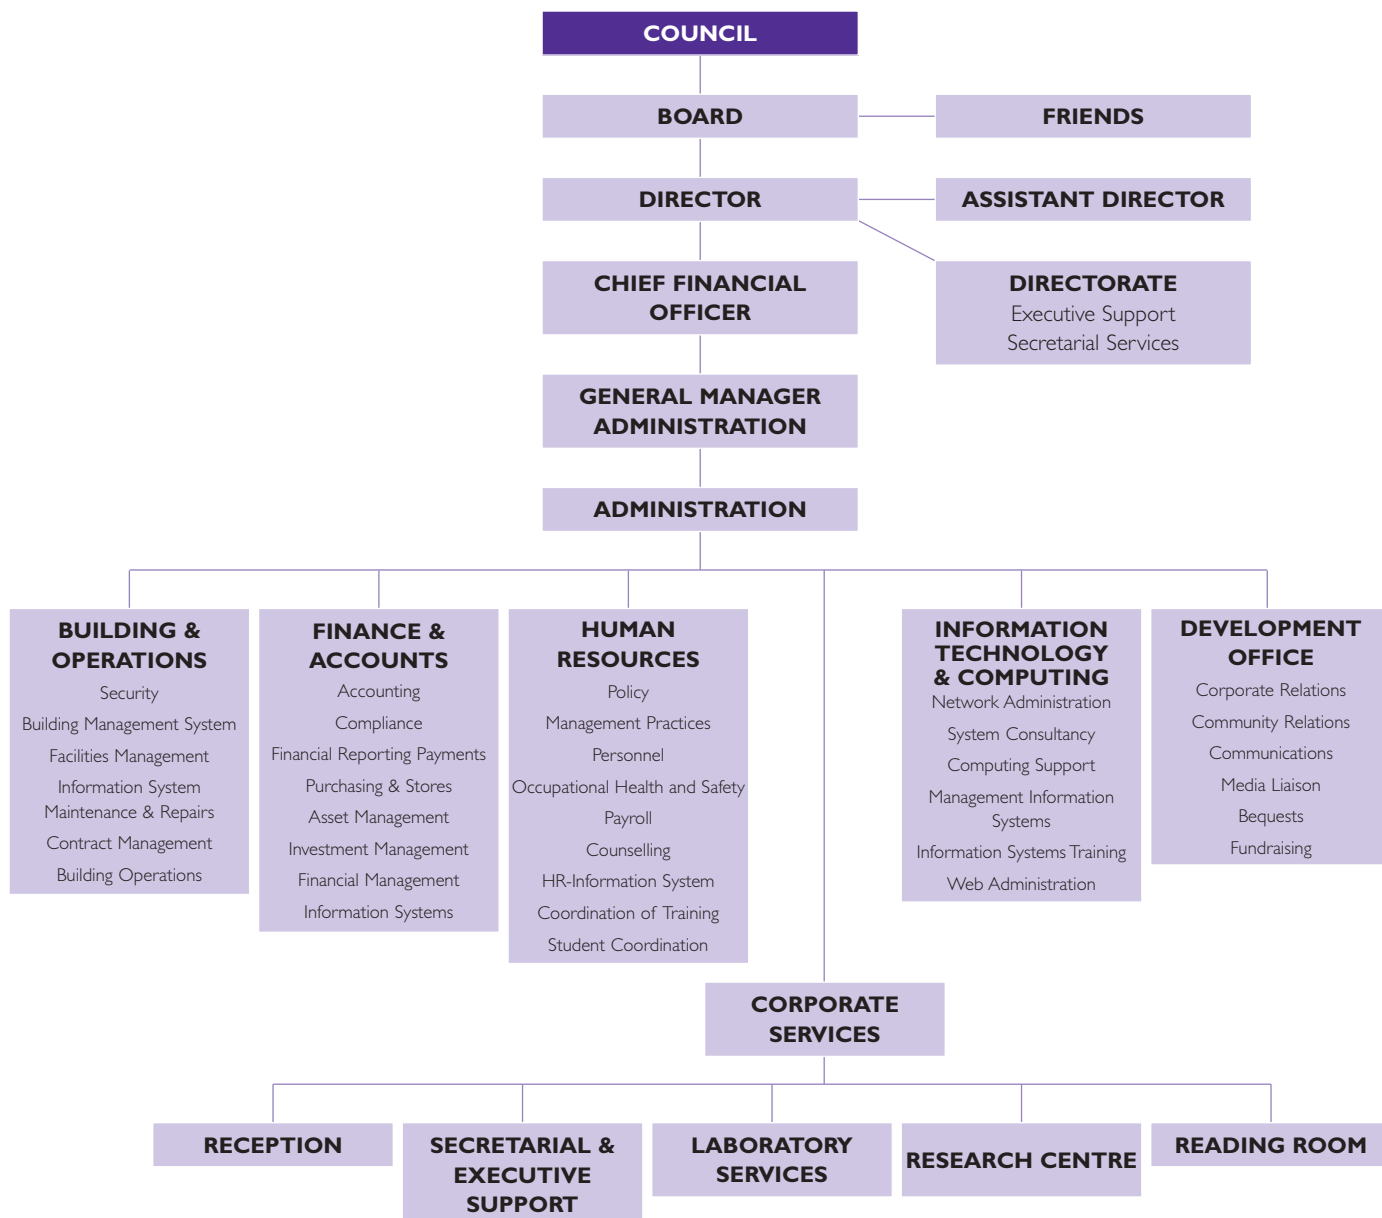 COUNCIL
BOARD
FRIENDS
DIRECTOR
ASSISTANT DIRECTOR
CHIEF FINANCIAL
OFFICER
DIRECTORATE
Executive Support
Secretarial Services
GENERAL MANAGER
ADMINISTRATION
ADMINISTRATION
BUILDING &
OPERATIONS
Security
Building Management System
Facilities Management
Information System
Maintenance & Repairs
Contract Management
Building Operations
FINANCE &
ACCOUNTS
Accounting
Compliance
Financial Reporting Payments
Purchasing & Stores
Asset Management
Investment Management
Financial Management
Information Systems
HUMAN
RESOURCES
Policy
Management Practices
Personnel
Occupational Health and Safety
Payroll
Counselling
HR-Information System
Coordination of Training
Student Coordination
INFORMATION
TECHNOLOGY
& COMPUTING
Network Administration
System Consultancy
Computing Support
Management Information
Systems
Information Systems Training
Web Administration
DEVELOPMENT
OFFICE
Corporate Relations
Community Relations
Communications
Media Liaison
Bequests
Fundraising
CORPORATE
SERVICES
RECEPTION
SECRETARIAL &
EXECUTIVE
SUPPORT
LABORATORY
SERVICES
RESEARCH CENTRE
READING ROOM